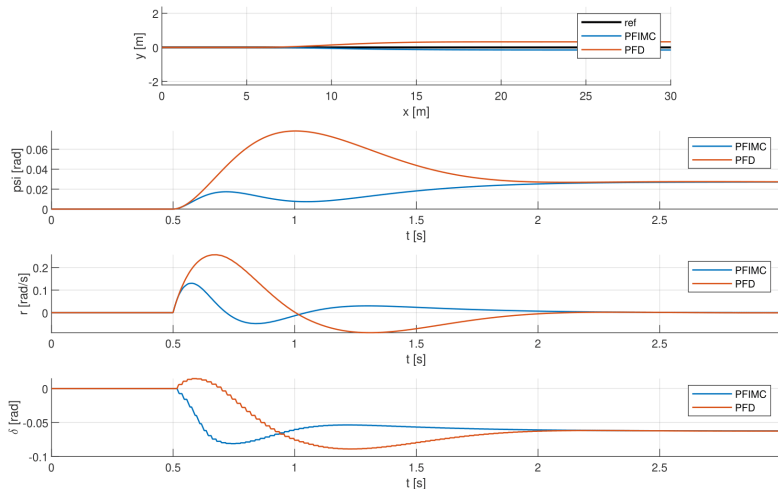 2
0
-2
y [m]
0 5 10 15 20 25 30
x [m]
ref
PFIMC
PFD
0.06
0.04
0.02
0
psi [rad]
0 0.5 1 1.5 2 2.5
t [s]
PFIMC
PFD
0.2
0.1
0
r [rad/s]
0 0.5 1 1.5 2 2.5
t [s]
PFIMC
PFD
0
-0.05
-0.1
δ [rad]
0 0.5 1 1.5 2 2.5
t [s]
PFIMC
PFD